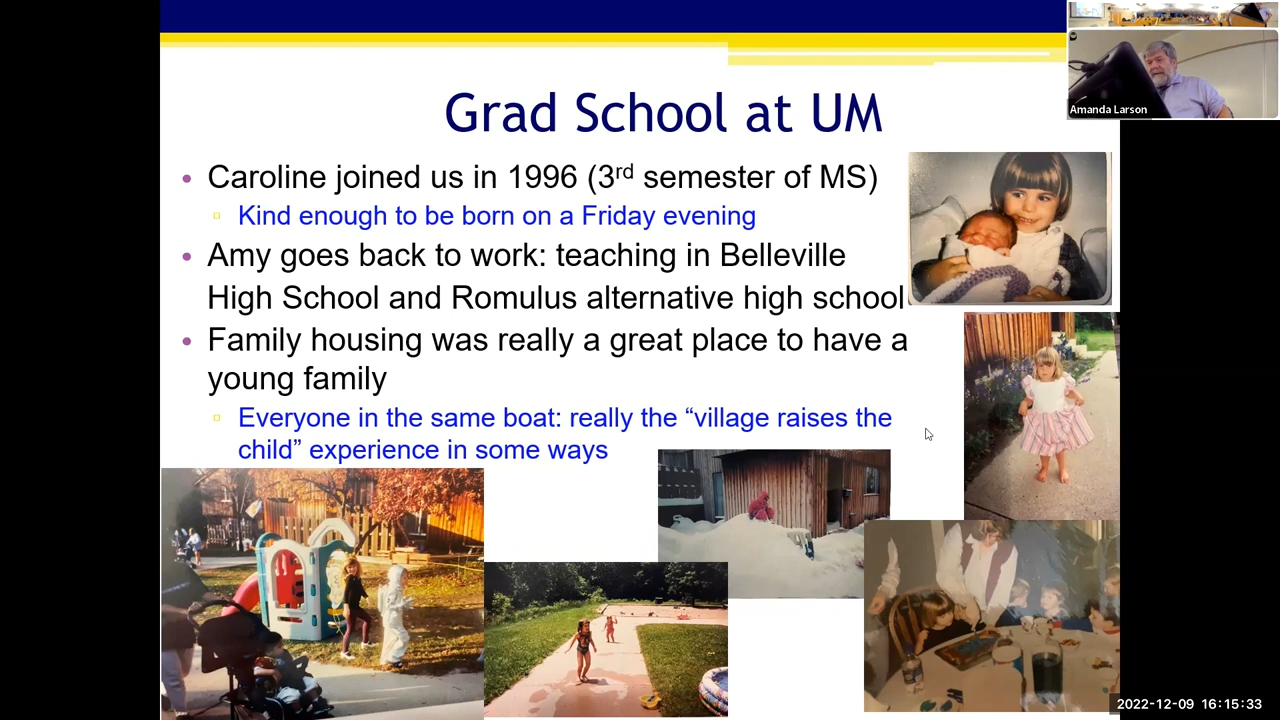 Grad School at UM
Amanda Larson
• Caroline joined us in 1996 (3rd semester of MS)
Kind enough to be born on a Friday evening
• Amy goes back to work: teaching in Belleville
High School and Romulus alternative high school
• Family housing was really a great place to have a
young family
Everyone in the same boat: really the “village raises the
child” experience in some ways
2022-12-09 16:15:33